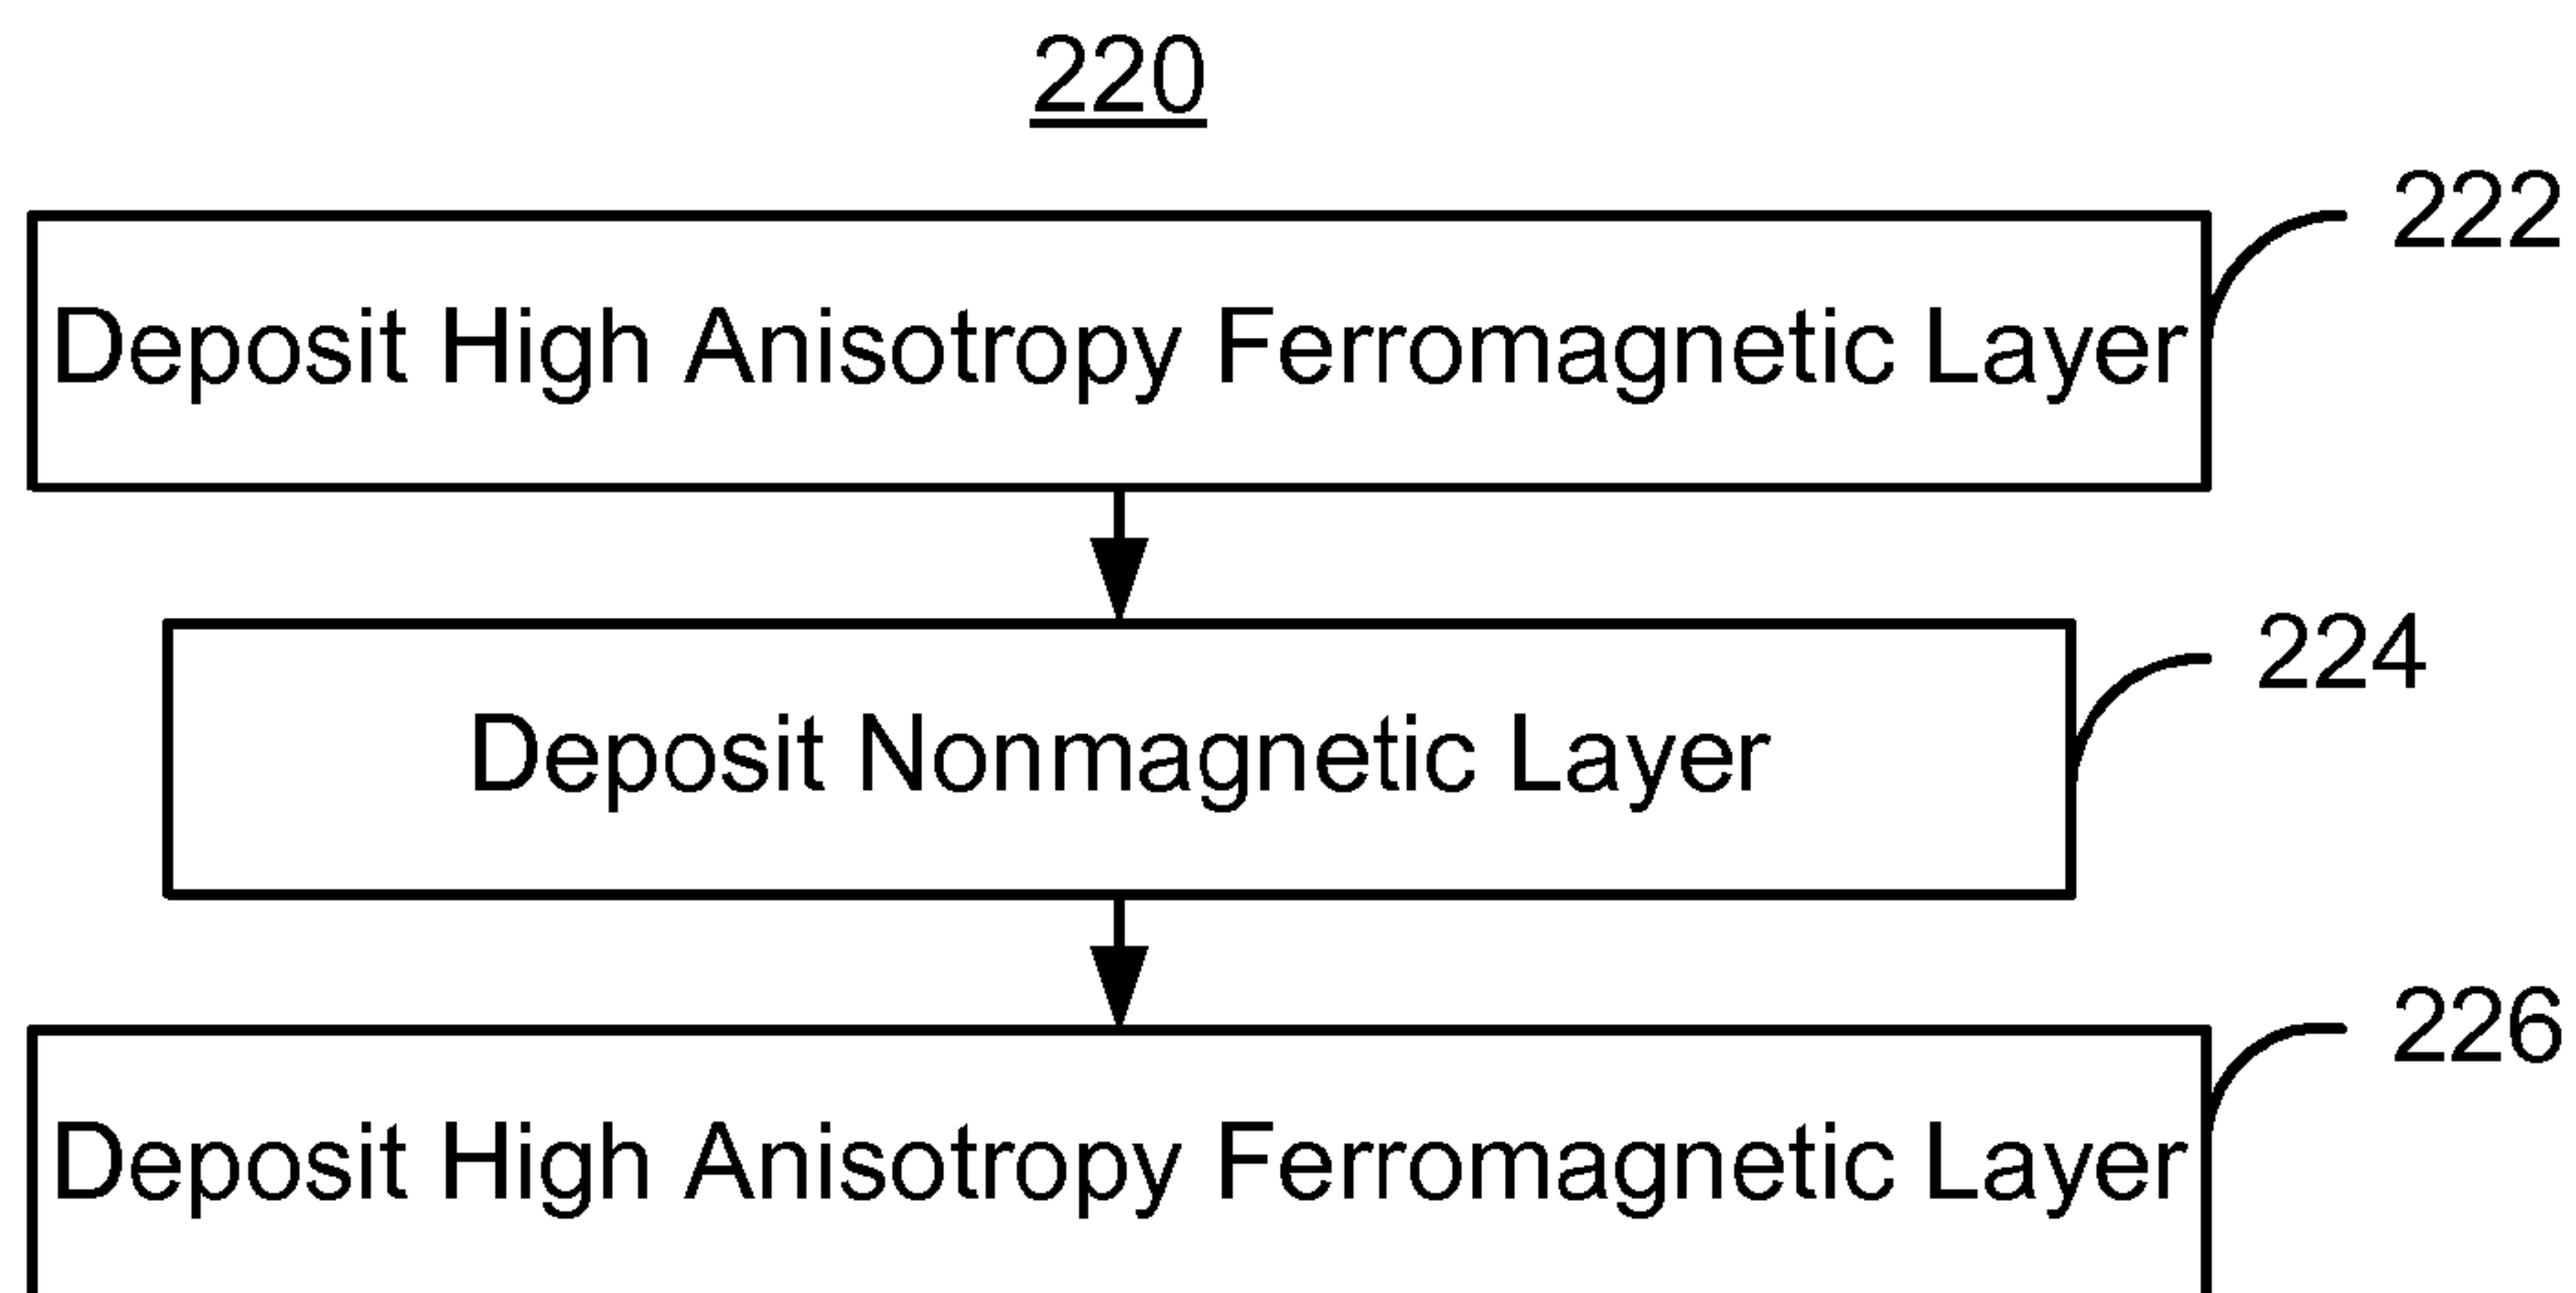 220
222
Deposit High Anisotropy Ferromagnetic Layer
224
Deposit Nonmagnetic Layer
226
Deposit High Anisotropy Ferromagnetic Layer